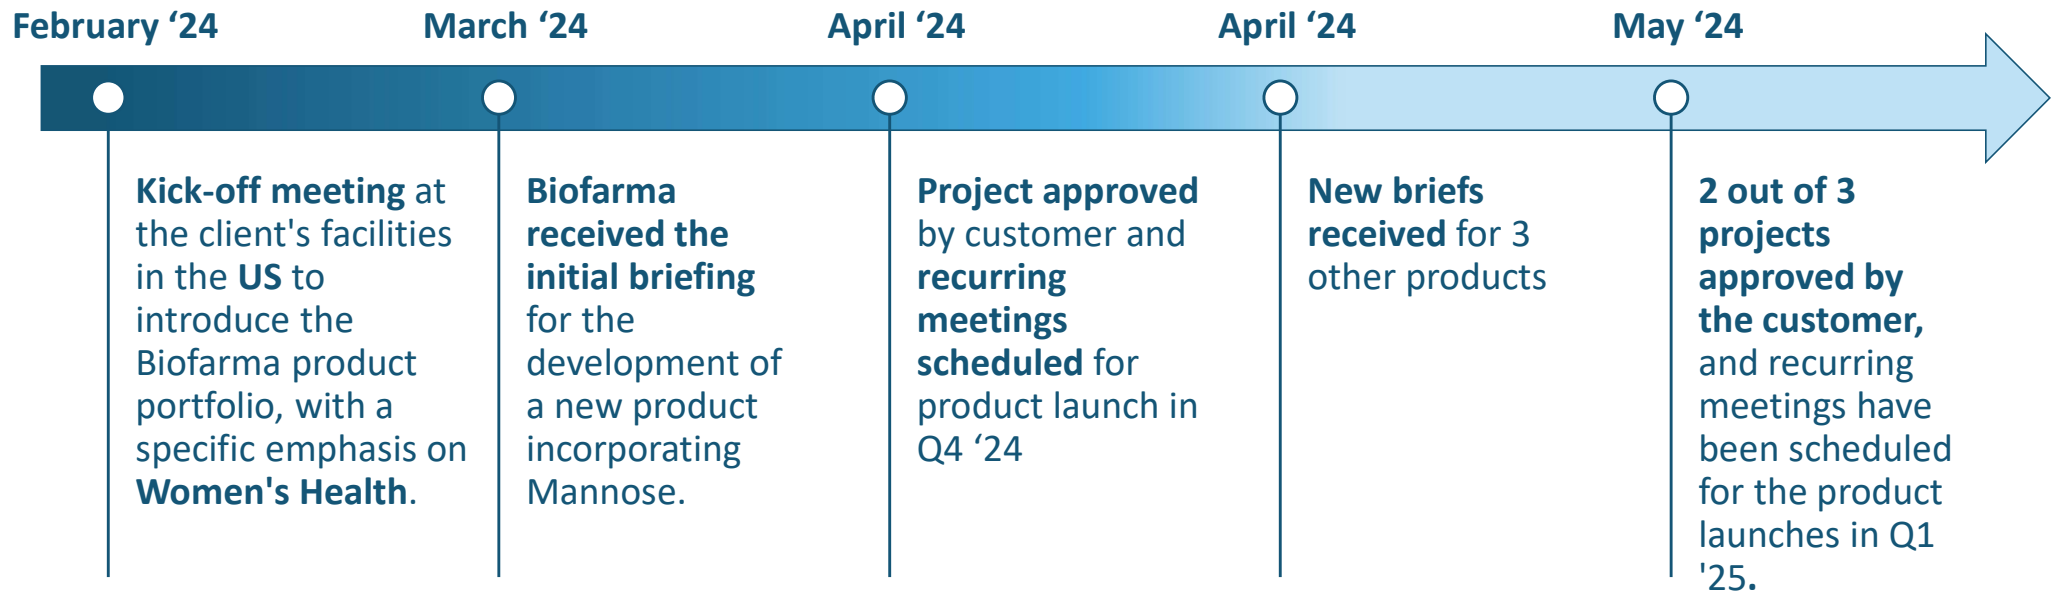 February ‘24
Kick-off meeting at
the client's facilities
in the US to
introduce the
Biofarma product
portfolio, with a
specific emphasis on
Women's Health.
March ‘24
Biofarma
received the
initial briefing
for the
development of
a new product
incorporating
Mannose.
April ‘24
Project approved
by customer and
recurring
meetings
scheduled for
product launch in
Q4 ‘24
April ‘24
New briefs
received for 3
other products
May ‘24
2 out of 3
projects
approved by
the customer,
and recurring
meetings have
been scheduled
for the product
launches in Q1
'25.